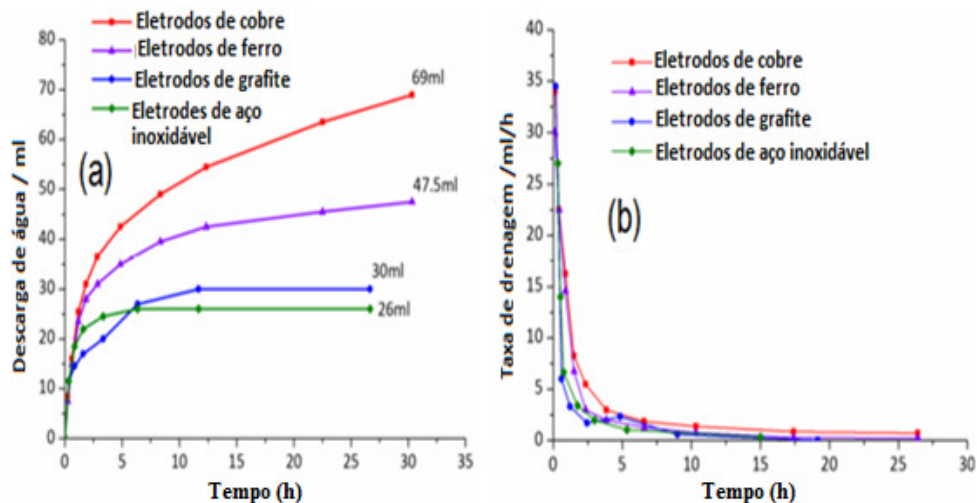 Eletrodos de cobre
Eletrodos de ferro
Eletrodos de grafite
Eletrodes de aço
inoxidável
(a)
69ml
47.5ml
30ml
26ml
80
70
60
50
40
30
20
10
0
Descarga de água / ml
0 5 10 15 20 25 30 35
Tempo (h)
Eletrodos de cobre
Eletrodos de ferro
Eletrodos de grafite
Eletrodos de aço inoxidável
(b)
40
35
30
25
20
15
10
5
0
Taxa de drenagem /ml/h
0 5 10 15 20 25 30
Tempo (h)